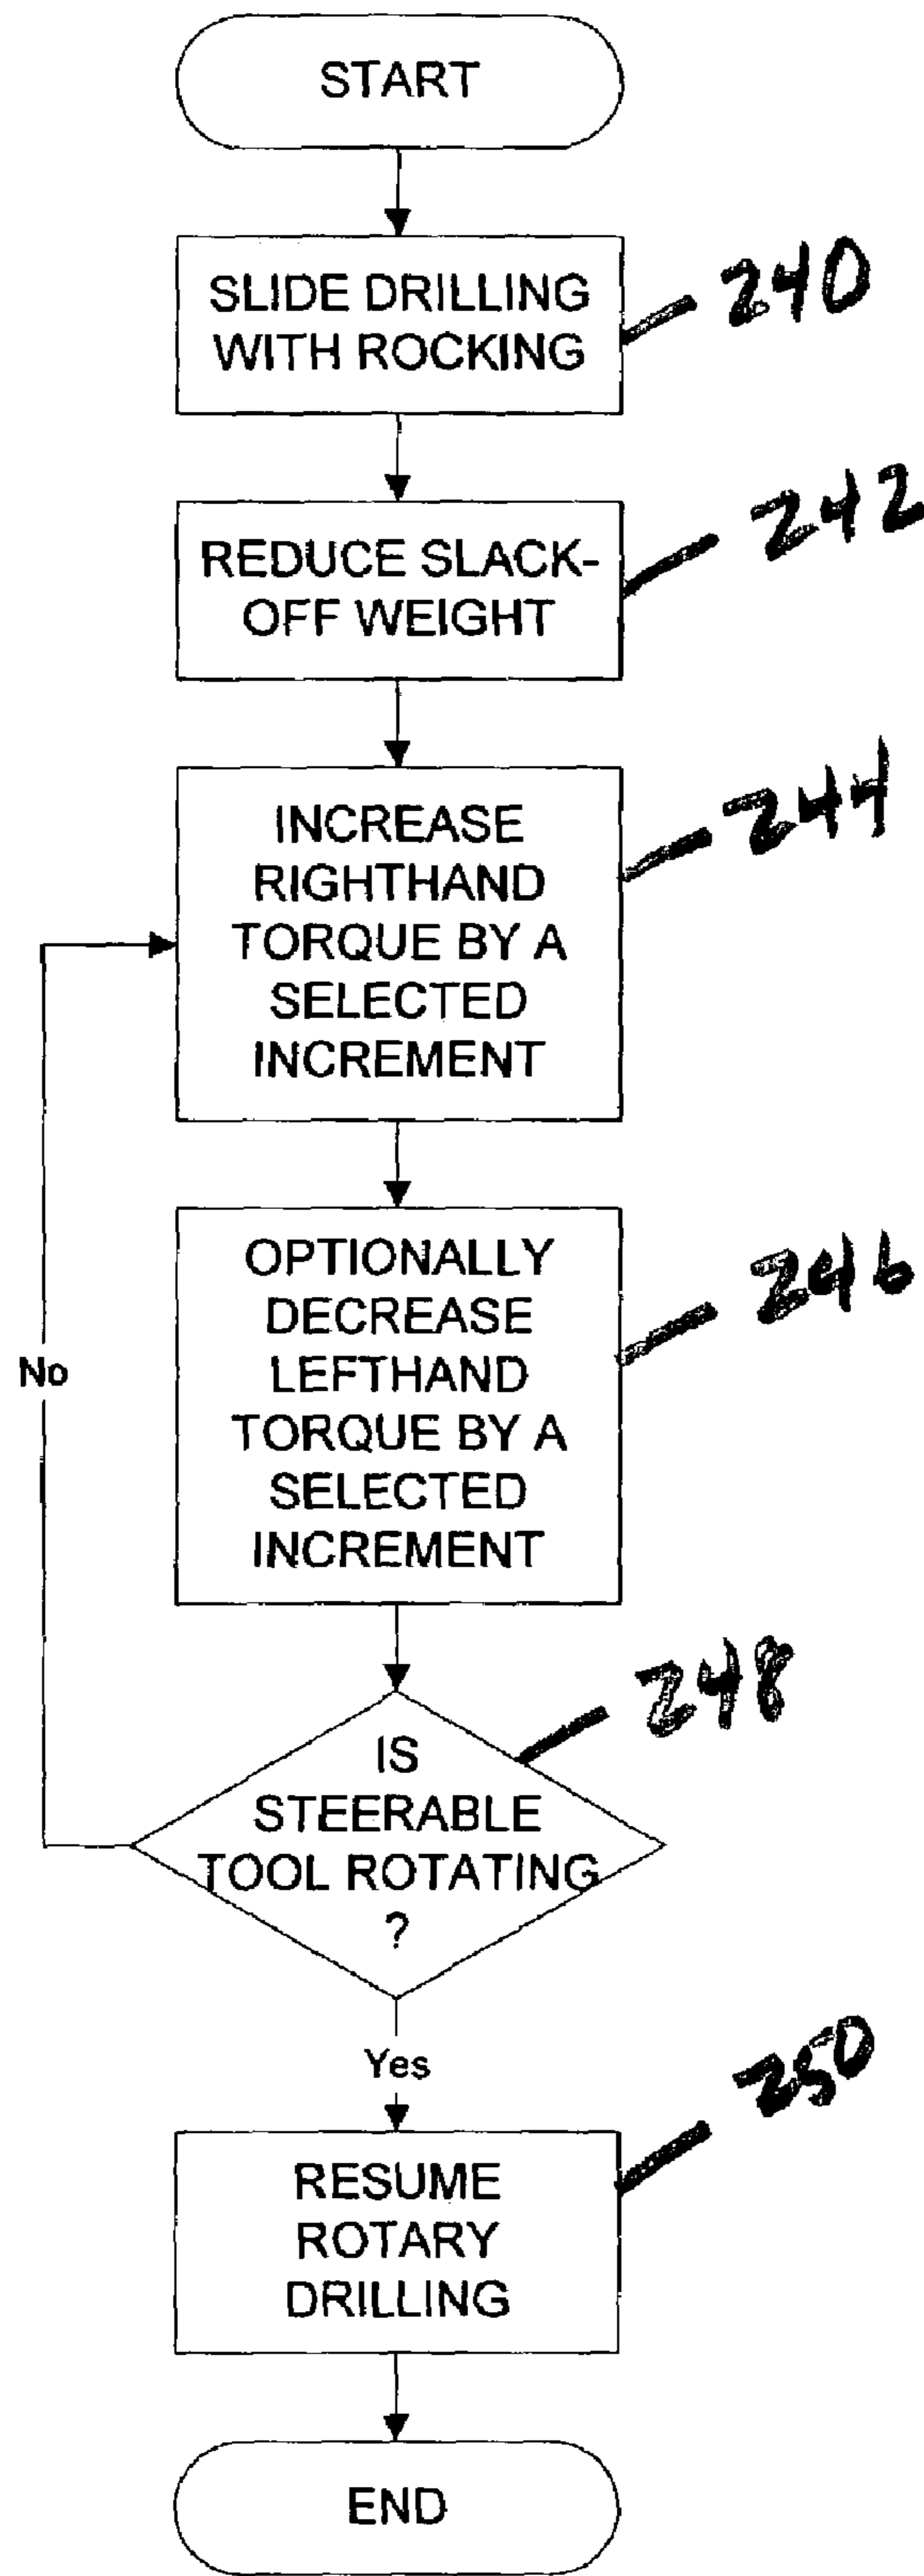 START
SLIDE DRILLING
WITH ROCKING
240
REDUCE SLACK-
OFF WEIGHT
242
INCREASE
RIGHTHAND
TORQUE BY A
SELECTED
INCREMENT
244
OPTIONALLY
DECREASE
LEFTHAND
TORQUE BY A
SELECTED
INCREMENT
246
No
IS
STEERABLE
TOOL ROTATING
?
248
Yes
RESUME
ROTARY
DRILLING
250
END